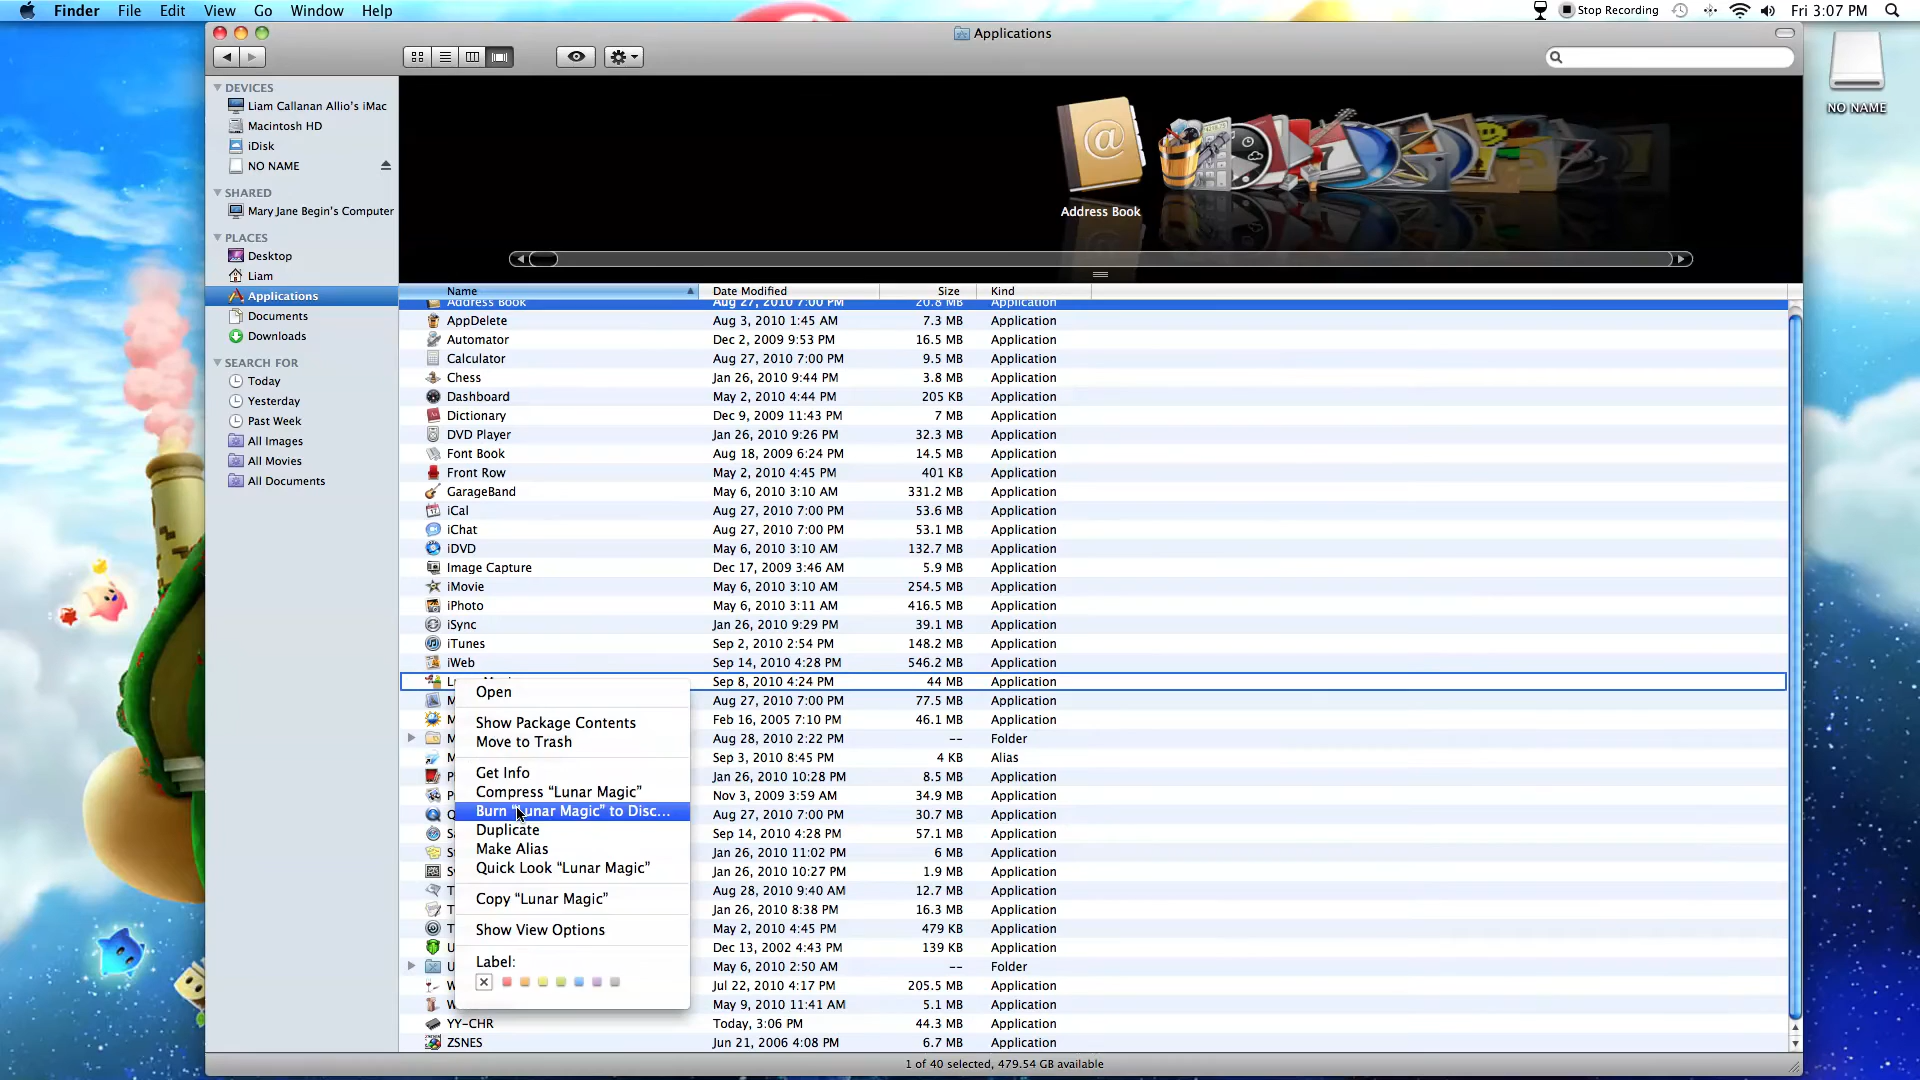 Finder File Edit View Go Window Help
Stop Recording Fri 3:07 PM
Applications
NO NAME
DEVICES
Liam Callanan Allio's iMac
Macintosh HD
iDisk
NO NAME
SHARED
Mary Jane Begin's Computer
PLACES
Desktop
Liam
Applications
Documents
Downloads
SEARCH FOR
Today
Yesterday
Past Week
All Images
All Movies
All Documents
Address Book
Name Date Modified Size Kind
Address Book Aug 27, 2010 7:00 PM 20.8 MB Application
AppDelete Aug 3, 2010 1:45 AM 7.3 MB Application
Automator Dec 2, 2009 9:53 PM 16.5 MB Application
Calculator Aug 27, 2010 7:00 PM 9.5 MB Application
Chess Jan 26, 2010 9:44 PM 3.8 MB Application
Dashboard May 2, 2010 4:44 PM 205 KB Application
Dictionary Dec 9, 2009 11:43 PM 7 MB Application
DVD Player Jan 26, 2010 9:26 PM 32.3 MB Application
Font Book Aug 18, 2009 6:24 PM 14.5 MB Application
Front Row May 2, 2010 4:45 PM 401 KB Application
GarageBand May 6, 2010 3:10 AM 331.2 MB Application
iCal Aug 27, 2010 7:00 PM 53.6 MB Application
iChat Aug 27, 2010 7:00 PM 53.1 MB Application
iDVD May 6, 2010 3:10 AM 132.7 MB Application
Image Capture Dec 17, 2009 3:46 AM 5.9 MB Application
iMovie May 6, 2010 3:10 AM 254.5 MB Application
iPhoto May 6, 2010 3:11 AM 416.5 MB Application
iSync Jan 26, 2010 9:29 PM 39.1 MB Application
iTunes Sep 2, 2010 2:54 PM 148.2 MB Application
iWeb Sep 14, 2010 4:28 PM 546.2 MB Application
Sep 8, 2010 4:24 PM 44 MB Application
Aug 27, 2010 7:00 PM 77.5 MB Application
Feb 16, 2005 7:10 PM 46.1 MB Application
Aug 28, 2010 2:22 PM -- Folder
Sep 3, 2010 8:45 PM 4 KB Alias
Jan 26, 2010 10:28 PM 8.5 MB Application
Nov 3, 2009 3:59 AM 34.9 MB Application
Aug 27, 2010 7:00 PM 30.7 MB Application
Sep 14, 2010 4:28 PM 57.1 MB Application
Jan 26, 2010 11:02 PM 6 MB Application
Jan 26, 2010 10:27 PM 1.9 MB Application
Aug 28, 2010 9:40 AM 12.7 MB Application
Jan 26, 2010 8:38 PM 16.3 MB Application
May 2, 2010 4:45 PM 479 KB Application
Dec 13, 2002 4:43 PM 139 KB Application
May 6, 2010 2:50 AM -- Folder
Jul 22, 2010 4:17 PM 205.5 MB Application
May 9, 2010 11:41 AM 5.1 MB Application
YY-CHR Today, 3:06 PM 44.3 MB Application
ZSNES Jun 21, 2006 4:08 PM 6.7 MB Application
Open
Show Package Contents
Move to Trash
Get Info
Compress “Lunar Magic”
Burn “Lunar Magic” to Disc...
Duplicate
Make Alias
Quick Look “Lunar Magic”
Copy “Lunar Magic”
Show View Options
Label:
1 of 40 selected, 479.54 GB available